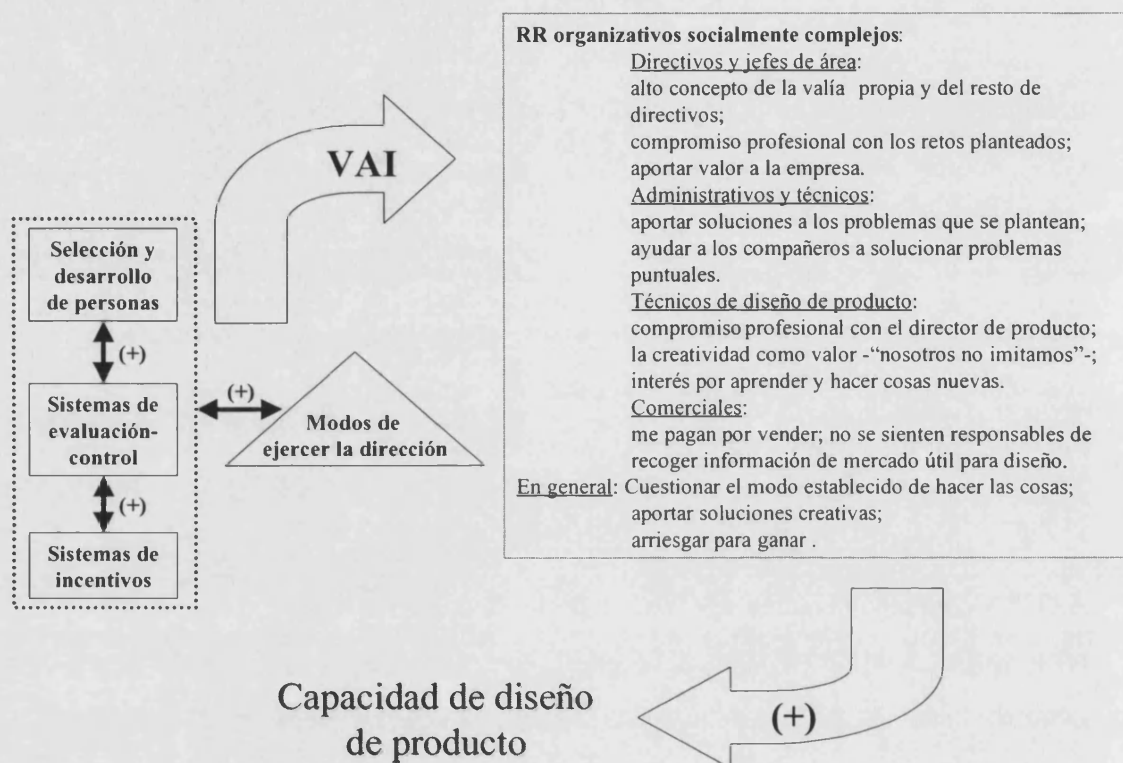 RR organizativos socialmente complejos:
Directivos y jefes de área:
alto concepto de la valía propia y del resto de
directivos;
compromiso profesional con los retos planteados;
aportar valor a la empresa.
Administrativos y técnicos:
aportar soluciones a los problemas que se plantean;
ayudar a los compañeros a solucionar problemas
puntuales.
Técnicos de diseño de producto:
compromiso profesional con el director de producto;
la creatividad como valor -“nosotros no imitamos”-;
interés por aprender y hacer cosas nuevas.
Comerciales:
me pagan por vender; no se sienten responsables de
recoger información de mercado útil para diseño.
En general: Cuestionar el modo establecido de hacer las cosas;
aportar soluciones creativas;
arriesgar para ganar .
VAI
Selección y
desarrollo
de personas
(+)
Sistemas de
evaluación-
control
(+)
Sistemas de
incentivos
(+)
Modos de
ejercer la dirección
Capacidad de diseño
de producto
(+)